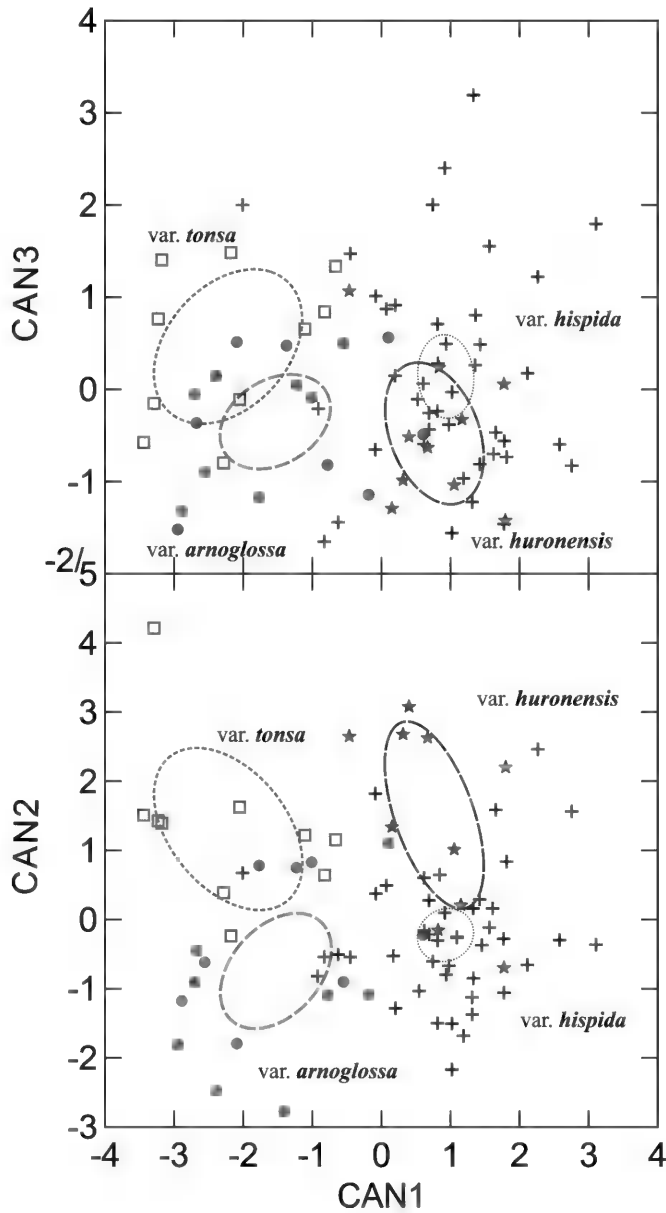 4
3
2
1
0
-1
-2/5
CAN3
var. tonsa
var. hispida
var. arnoglossa
var. huronensis
4
3
2
1
0
-1
-2
-3
CAN2
var. huronensis
var. tonsa
var. hispida
var. arnoglossa
-4 -3 -2 -1 0 1 2 3 4
CAN1